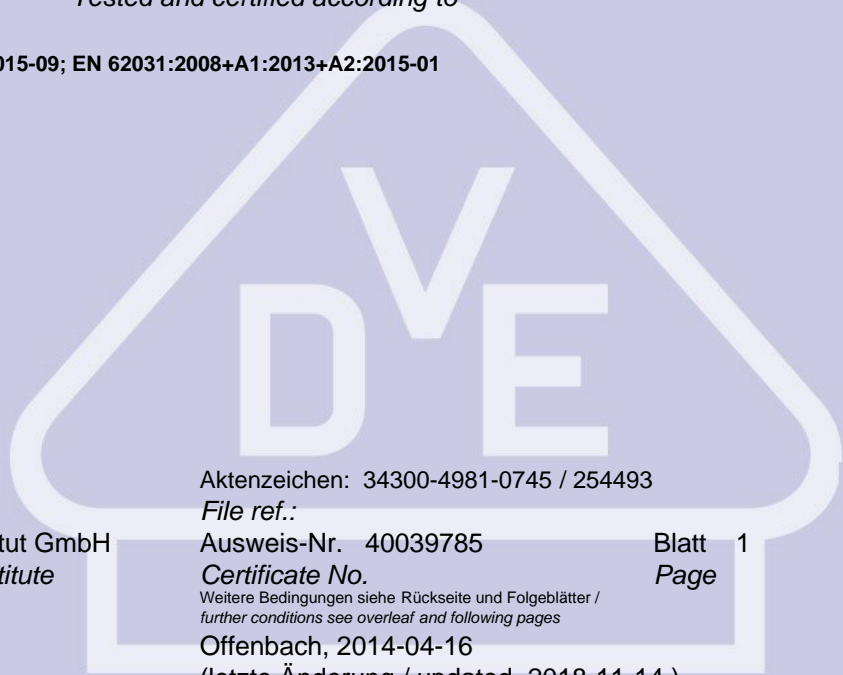 Tested and certified according to
015-09; EN 62031:2008+A1:2013+A2:2015-01
V
D E
Aktenzeichen: 34300-4981-0745 / 254493
File ref.:
tut GmbH Ausweis-Nr. 40039785 Blatt 1
titute Certificate No. Page
Weitere Bedingungen siehe Rückseite und Folgeblätter /
further conditions see overleaf and following pages
Offenbach, 2014-04-16
(letzte Änderung / updated 2018-11-14 )